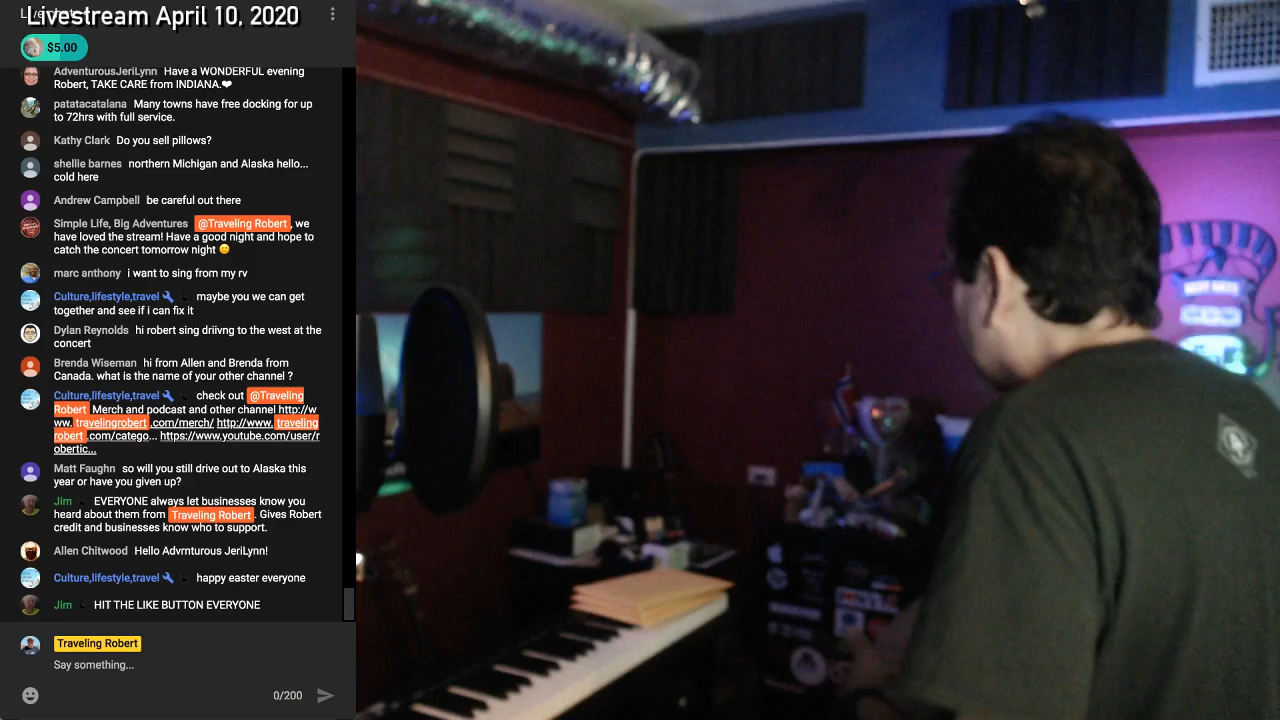 Livestream April 10, 2020
$5.00
AdventurousJeriLynn Have a WONDERFUL evening
Robert, TAKE CARE from INDIANA.❤
patatacatalana Many towns have free docking for up
to 72hrs with full service.
Kathy Clark Do you sell pillows?
shellie barnes northern Michigan and Alaska hello...
cold here
Andrew Campbell be careful out there
Simple Life, Big Adventures @Traveling Robert, we
have loved the stream! Have a good night and hope to
catch the concert tomorrow night 😊
marc anthony i want to sing from my rv
Culture,lifestyle,travel maybe you we can get
together and see if i can fix it
Dylan Reynolds hi robert sing driivng to the west at the
concert
Brenda Wiseman hi from Allen and Brenda from
Canada. what is the name of your other channel ?
Culture,lifestyle,travel check out @Traveling
Robert Merch and podcast and other channel http://w
ww.travelingrobert.com/merch/ http://www.traveling
robert.com/catego... https://www.youtube.com/user/r
obertic...
Matt Faughn so will you still drive out to Alaska this
year or have you given up?
Jim EVERYONE always let businesses know you
heard about them from Traveling Robert. Gives Robert
credit and businesses know who to support.
Allen Chitwood Hello Advrnturous JeriLynn!
Culture,lifestyle,travel happy easter everyone
Jim HIT THE LIKE BUTTON EVERYONE
Traveling Robert
Say something...
0/200